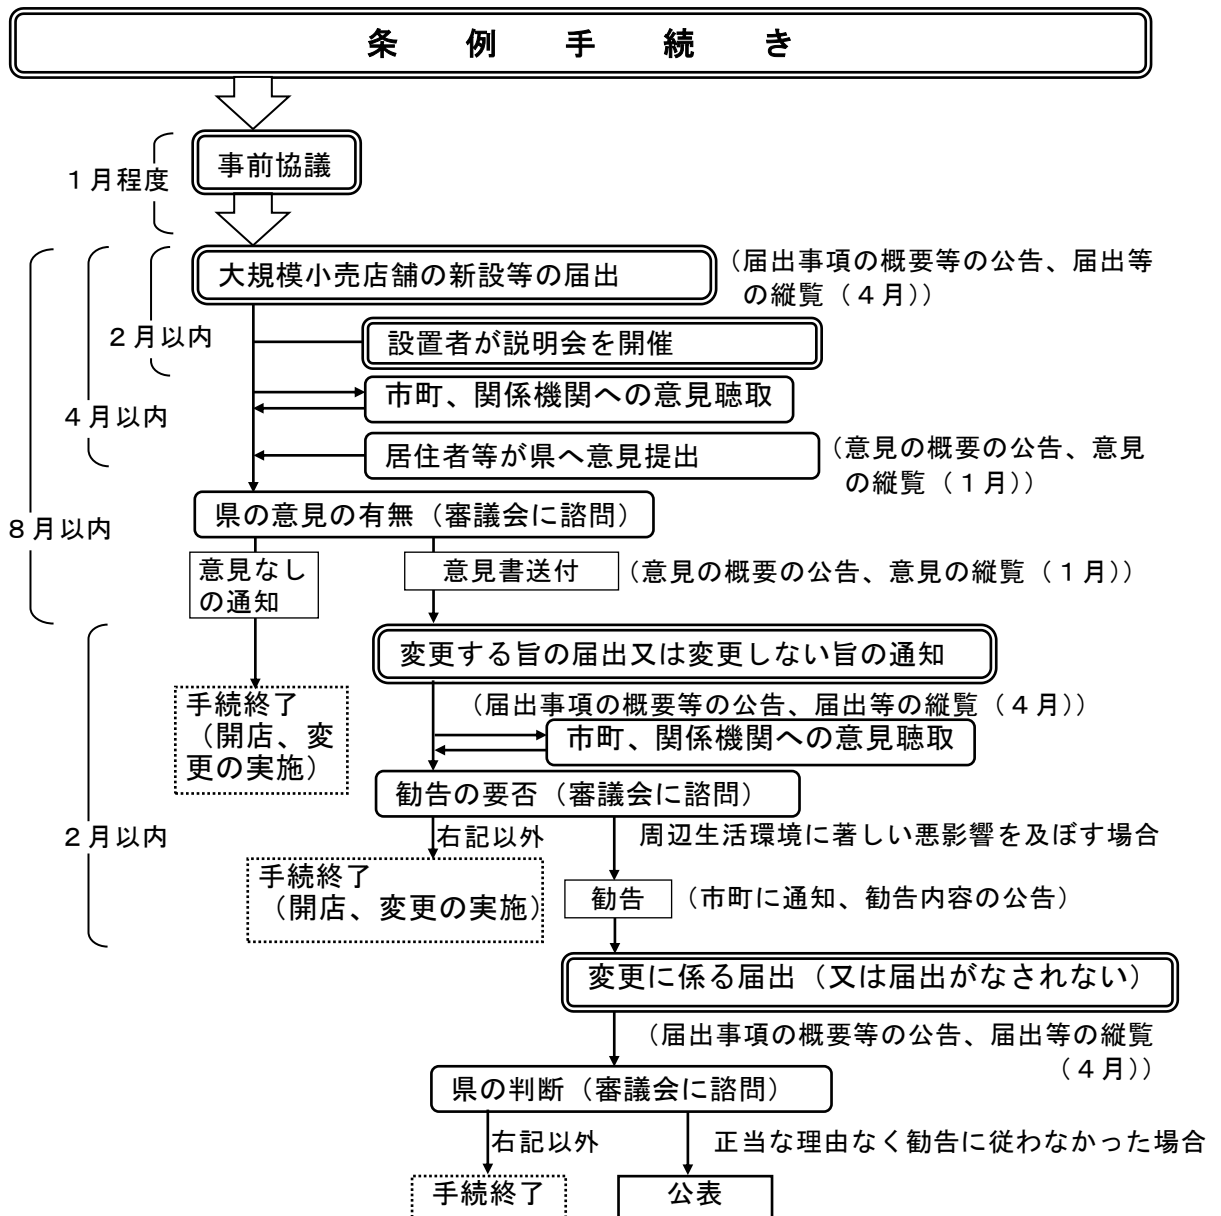 条例手続き
事前協議
１月程度
大規模小売店舗の新設等の届出
（届出事項の概要等の公告、届出等
の縦覧（４月））
２月以内
設置者が説明会を開催
市町、関係機関への意見聴取
４月以内
居住者等が県へ意見提出
（意見の概要の公告、意見
の縦覧（１月））
県の意見の有無（審議会に諮問）
８月以内
意見なし
の通知
意見書送付
（意見の概要の公告、意見の縦覧（１月））
変更する旨の届出又は変更しない旨の通知
手続終了
（開店、変
更の実施）
（届出事項の概要等の公告、届出等の縦覧（４月））
市町、関係機関への意見聴取
勧告の要否（審議会に諮問）
２月以内
右記以外
周辺生活環境に著しい悪影響を及ぼす場合
手続終了
（開店、変更の実施）
勧告
（市町に通知、勧告内容の公告）
変更に係る届出（又は届出がなされない）
（届出事項の概要等の公告、届出等の縦覧
（４月））
県の判断（審議会に諮問）
右記以外
正当な理由なく勧告に従わなかった場合
手続終了
公表